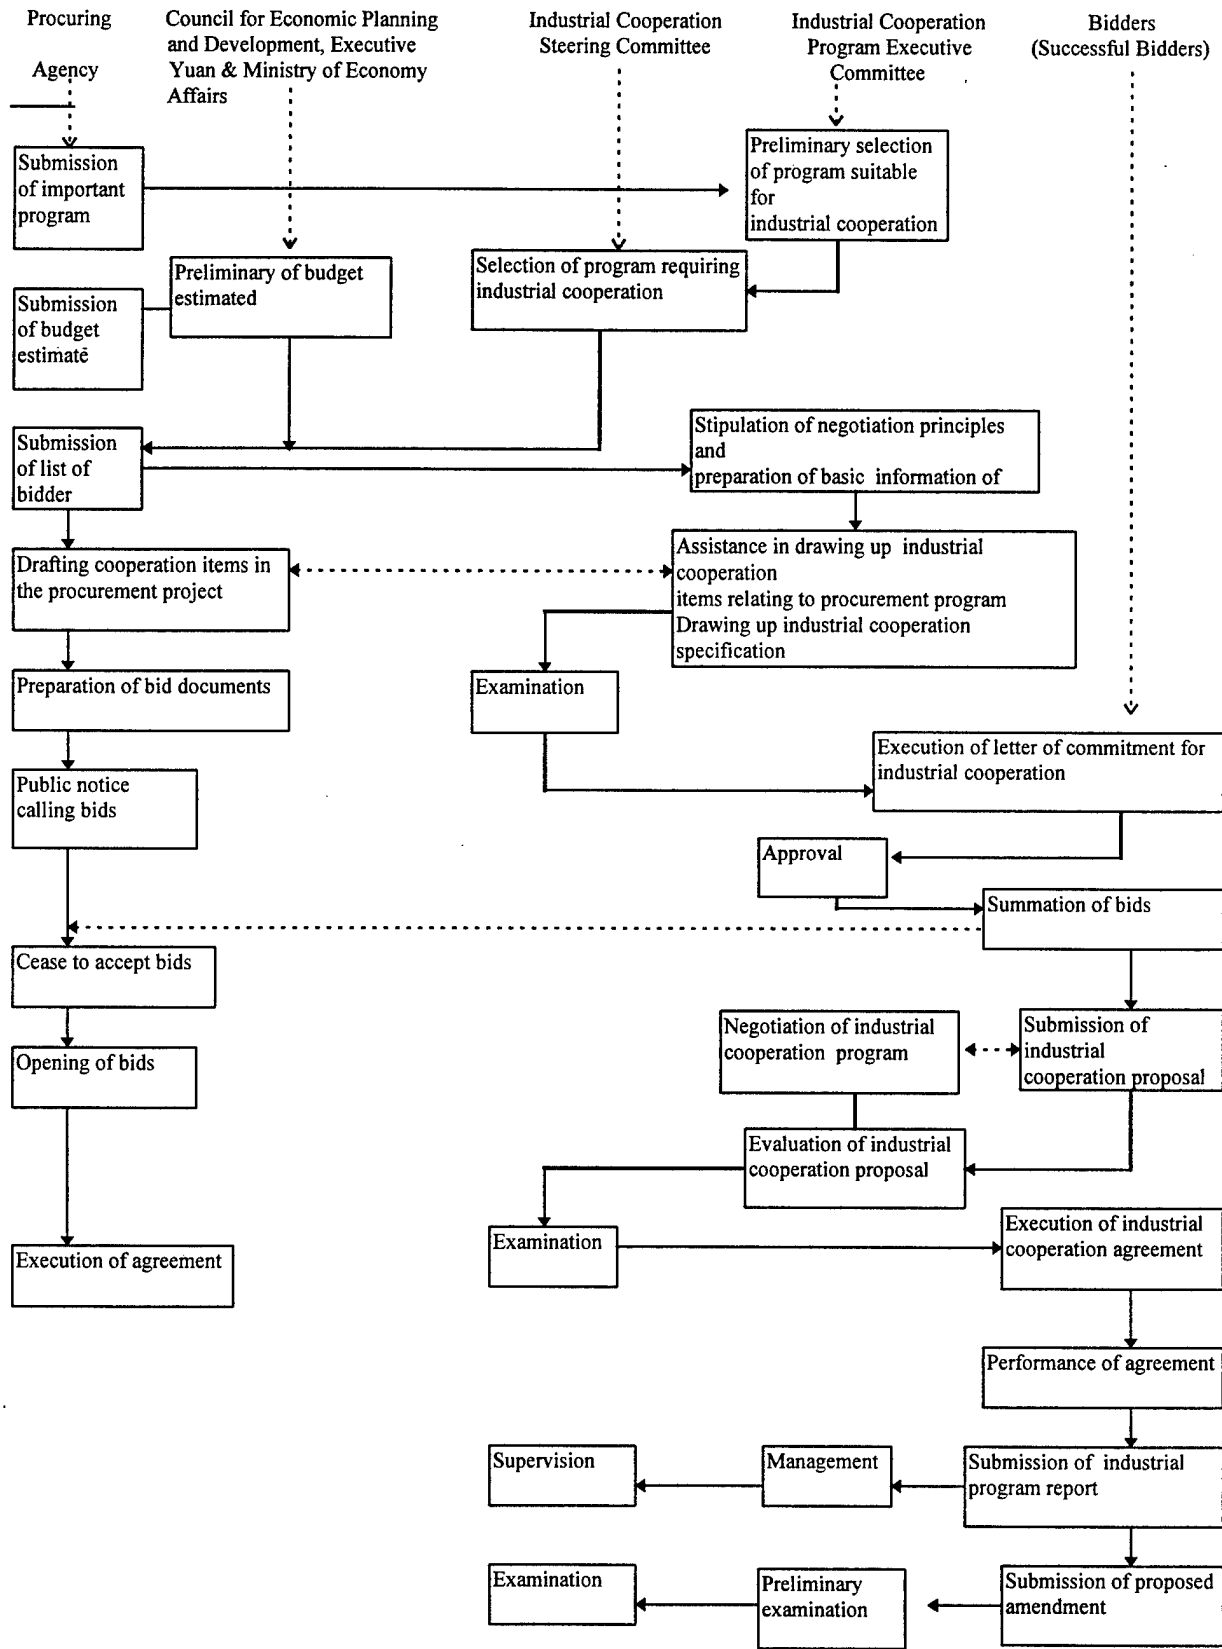 Procuring
Agency
Council for Economic Planning
and Development, Executive
Yuan & Ministry of Economy
Affairs
Industrial Cooperation
Steering Committee
Industrial Cooperation
Program Executive
Committee
Bidders
(Successful Bidders)
Submission
of important
program
Preliminary selection
of program suitable
for
industrial cooperation
Preliminary of budget
estimated
Selection of program requiring
industrial cooperation
Submission
of budget
estimate
Submission
of list of
bidder
Stipulation of negotiation principles
and
preparation of basic information of
Drafting cooperation items in
the procurement project
Assistance in drawing up industrial
cooperation
items relating to procurement program
Drawing up industrial cooperation
specification
Preparation of bid documents
Examination
Execution of letter of commitment for
industrial cooperation
Public notice
calling bids
Approval
Summation of bids
Cease to accept bids
Negotiation of industrial
cooperation program
Submission of
industrial
cooperation proposal
Opening of bids
Evaluation of industrial
cooperation proposal
Examination
Execution of industrial
cooperation agreement
Execution of agreement
Performance of agreement
Supervision
Management
Submission of industrial
program report
Examination
Preliminary
examination
Submission of proposed
amendment